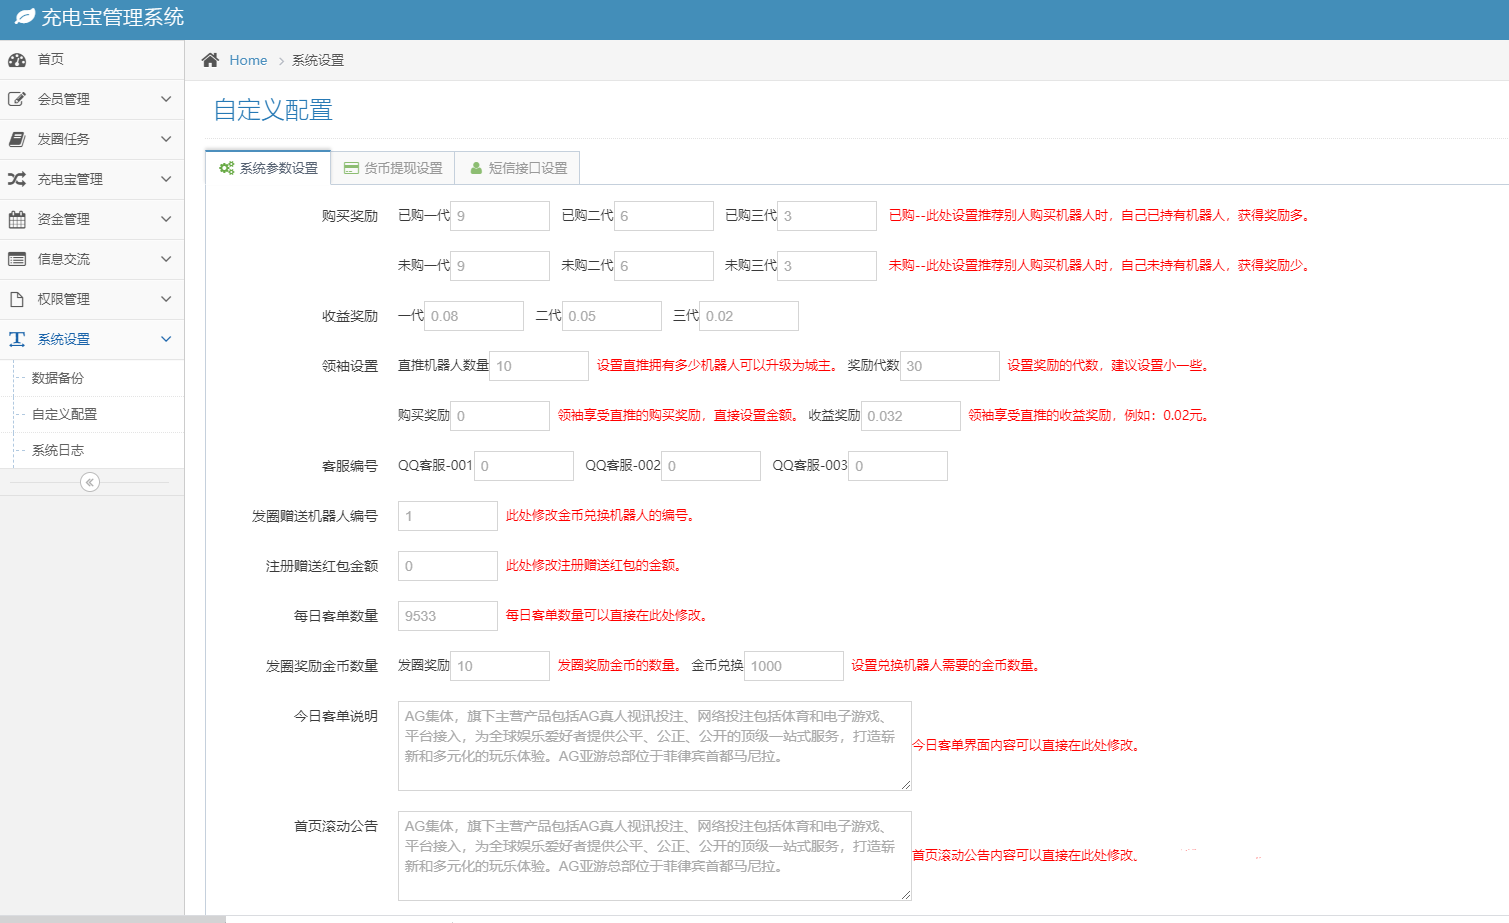 充电宝管理系统
首页
会员管理
发圈任务
充电宝管理
资金管理
信息交流
权限管理
系统设置
数据备份
自定义配置
系统日志
Home 系统设置
自定义配置
系统参数设置 货币提现设置 短信接口设置
购买奖励 已购一代 9 已购二代 6 已购三代 3 已购--此处设置推荐别人购买机器人时，自己已持有机器人，获得奖励多。
未购一代 9 未购二代 6 未购三代 3 未购--此处设置推荐别人购买机器人时，自己未持有机器人，获得奖励少。
收益奖励 一代 0.08 二代 0.05 三代 0.02
领袖设置 直推机器人数量 10 设置直推拥有多少机器人可以升级为城主。 奖励代数 30 设置奖励的代数，建议设置小一些。
购买奖励 0 领袖享受直推的购买奖励，直接设置金额。 收益奖励 0.032 领袖享受直推的收益奖励，例如：0.02元。
客服编号 QQ客服-001 0 QQ客服-002 0 QQ客服-003 0
发圈赠送机器人编号 1 此处修改金币兑换机器人的编号。
注册赠送红包金额 0 此处修改注册赠送红包的金额。
每日客单数量 9533 每日客单数量可以直接在此处修改。
发圈奖励金币数量 发圈奖励 10 发圈奖励金币的数量。 金币兑换 1000 设置兑换机器人需要的金币数量。
今日客单说明 AG集体，旗下主营产品包括AG真人视讯投注、网络投注包括体育和电子游戏、
平台接入，为全球娱乐爱好者提供公平、公正、公开的顶级一站式服务，打造崭
新和多元化的玩乐体验。AG亚游总部位于菲律宾首都马尼拉。
今日客单界面内容可以直接在此处修改。
首页滚动公告 AG集体，旗下主营产品包括AG真人视讯投注、网络投注包括体育和电子游戏、
平台接入，为全球娱乐爱好者提供公平、公正、公开的顶级一站式服务，打造崭
新和多元化的玩乐体验。AG亚游总部位于菲律宾首都马尼拉。
首页滚动公告内容可以直接在此处修改。